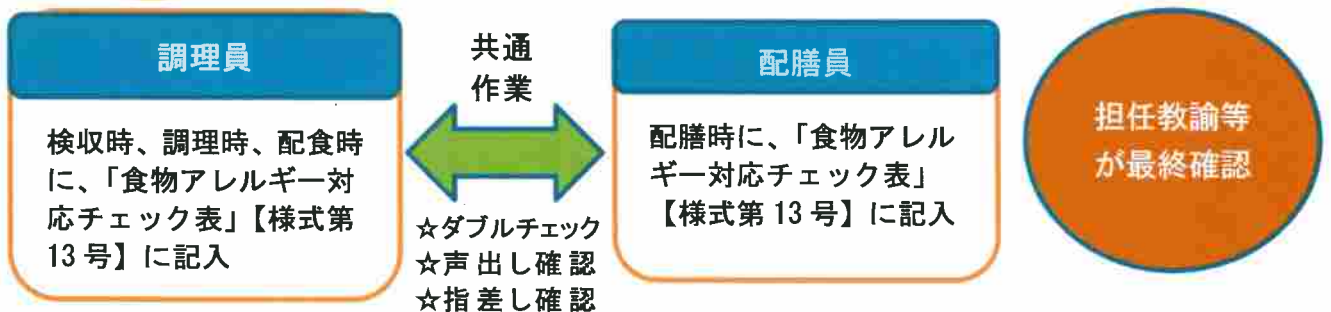 調理員
検収時、調理時、配食時
に、「食物アレルギー対
応チェック表」【様式第
13号】に記入
共通
作業
☆ダブルチェック
☆声出し確認
☆指差し確認
配膳員
配膳時に、「食物アレル
ギー対応チェック表」
【様式第13号】に記入
担任教諭等
が最終確認